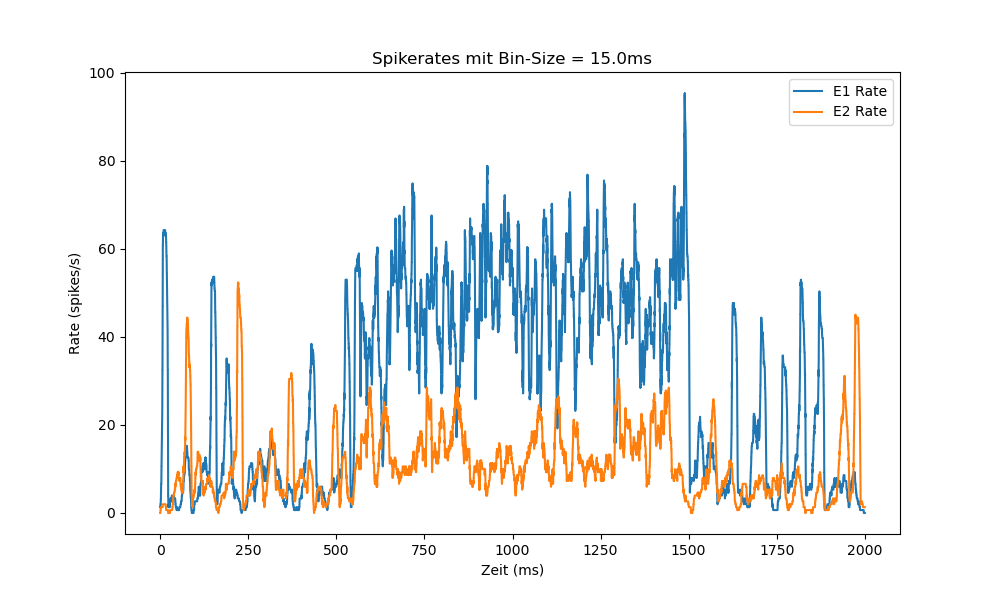 Spikerates mit Bin-Size = 15.0ms
E1 Rate
E2 Rate
Rate (spikes/s)
100
80
60
40
20
0
0 250 500 750 1000 1250 1500 1750 2000
Zeit (ms)